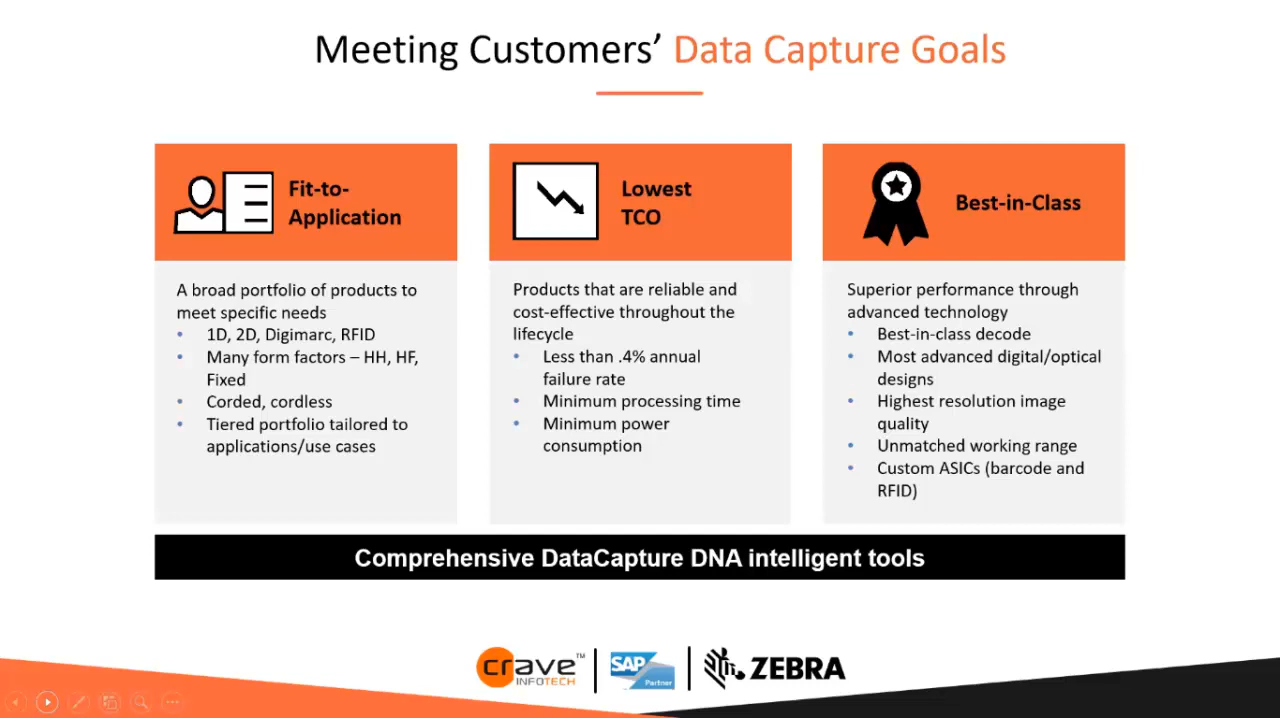 Meeting Customers’ Data Capture Goals
Fit-to-
Application
A broad portfolio of products to
meet specific needs
• 1D, 2D, Digimarc, RFID
• Many form factors – HH, HF,
Fixed
• Corded, cordless
• Tiered portfolio tailored to
applications/use cases
Lowest
TCO
Products that are reliable and
cost-effective throughout the
lifecycle
• Less than .4% annual
failure rate
• Minimum processing time
• Minimum power
consumption
Best-in-Class
Superior performance through
advanced technology
• Best-in-class decode
• Most advanced digital/optical
designs
• Highest resolution image
quality
• Unmatched working range
• Custom ASICs (barcode and
RFID)
Comprehensive DataCapture DNA intelligent tools
crave™
INFOTECH
SAP
Partner
ZEBRA